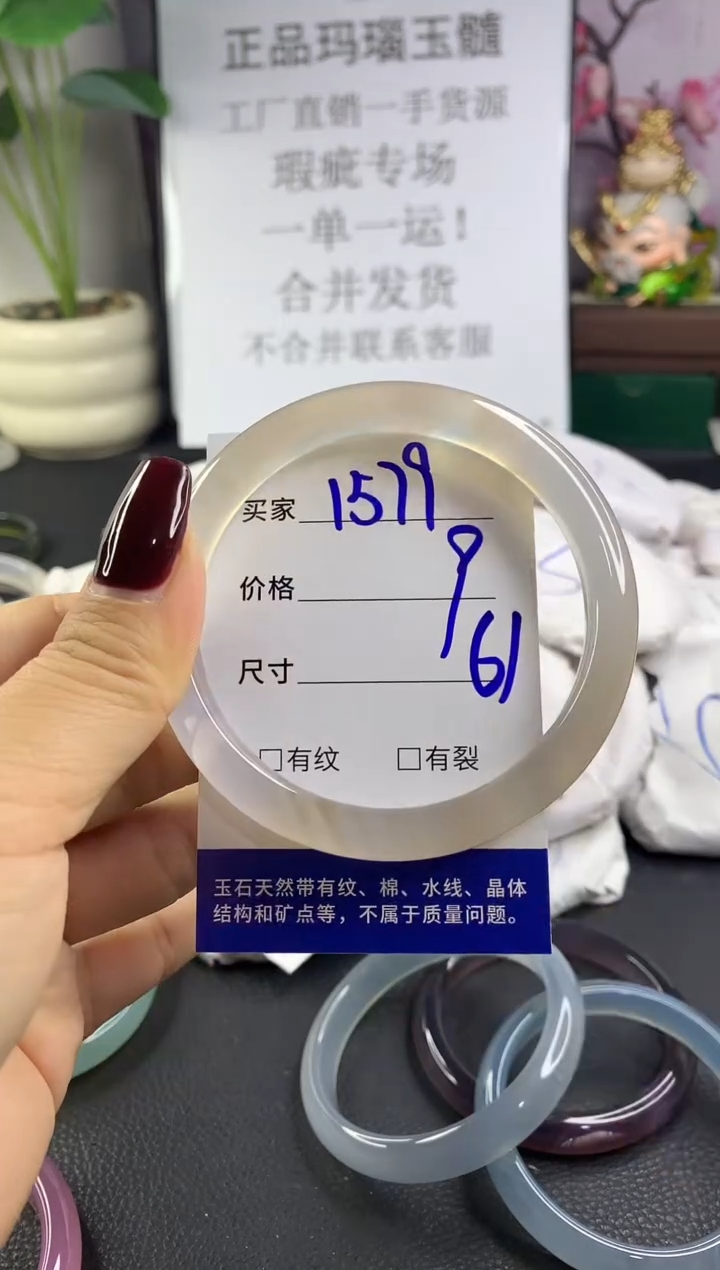 正品玛瑙玉髓
工厂直销一手货源
瑕疵专场
一单一运！
合并发货
不合并联系客服
买家 1579
价格 9
尺寸 61
□有纹 □有裂
玉石天然带有纹、棉、水线、晶体
结构和矿点等，不属于质量问题。